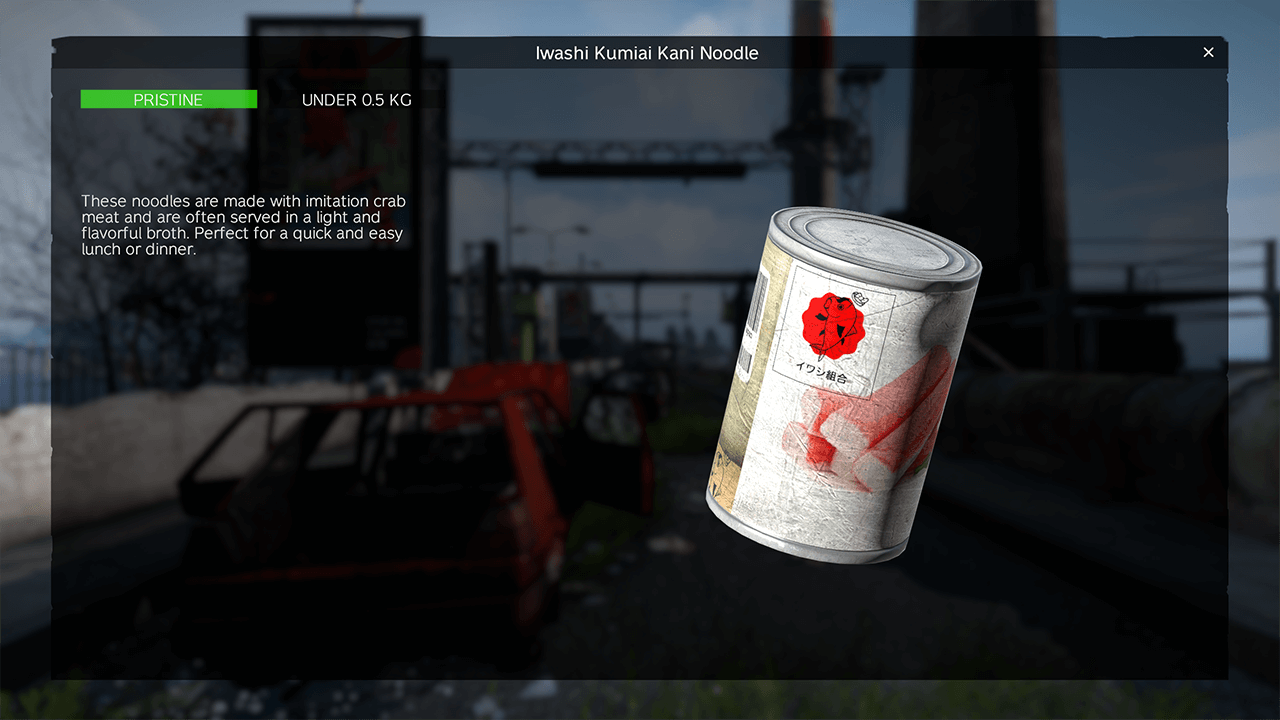 Iwashi Kumiai Kani Noodle
PRISTINE
UNDER 0.5 KG
These noodles are made with imitation crab
meat and are often served in a light and
flavorful broth. Perfect for a quick and easy
lunch or dinner.
イワシ組合